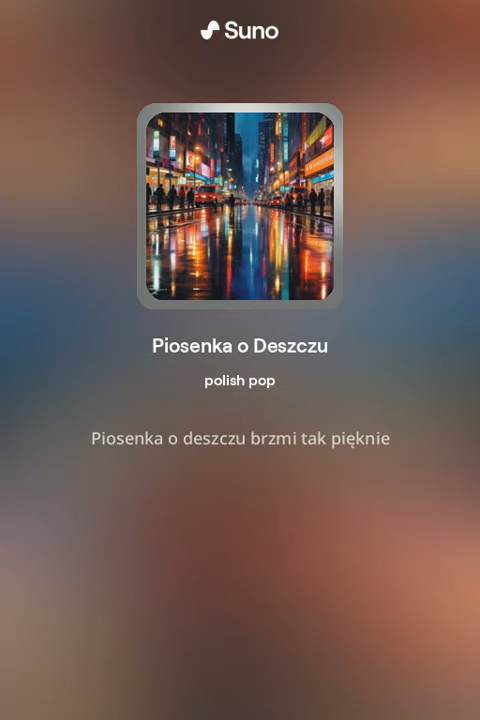 Suno
Piosenka o Deszczu
polish pop
Piosenka o deszczu brzmi tak pięknie